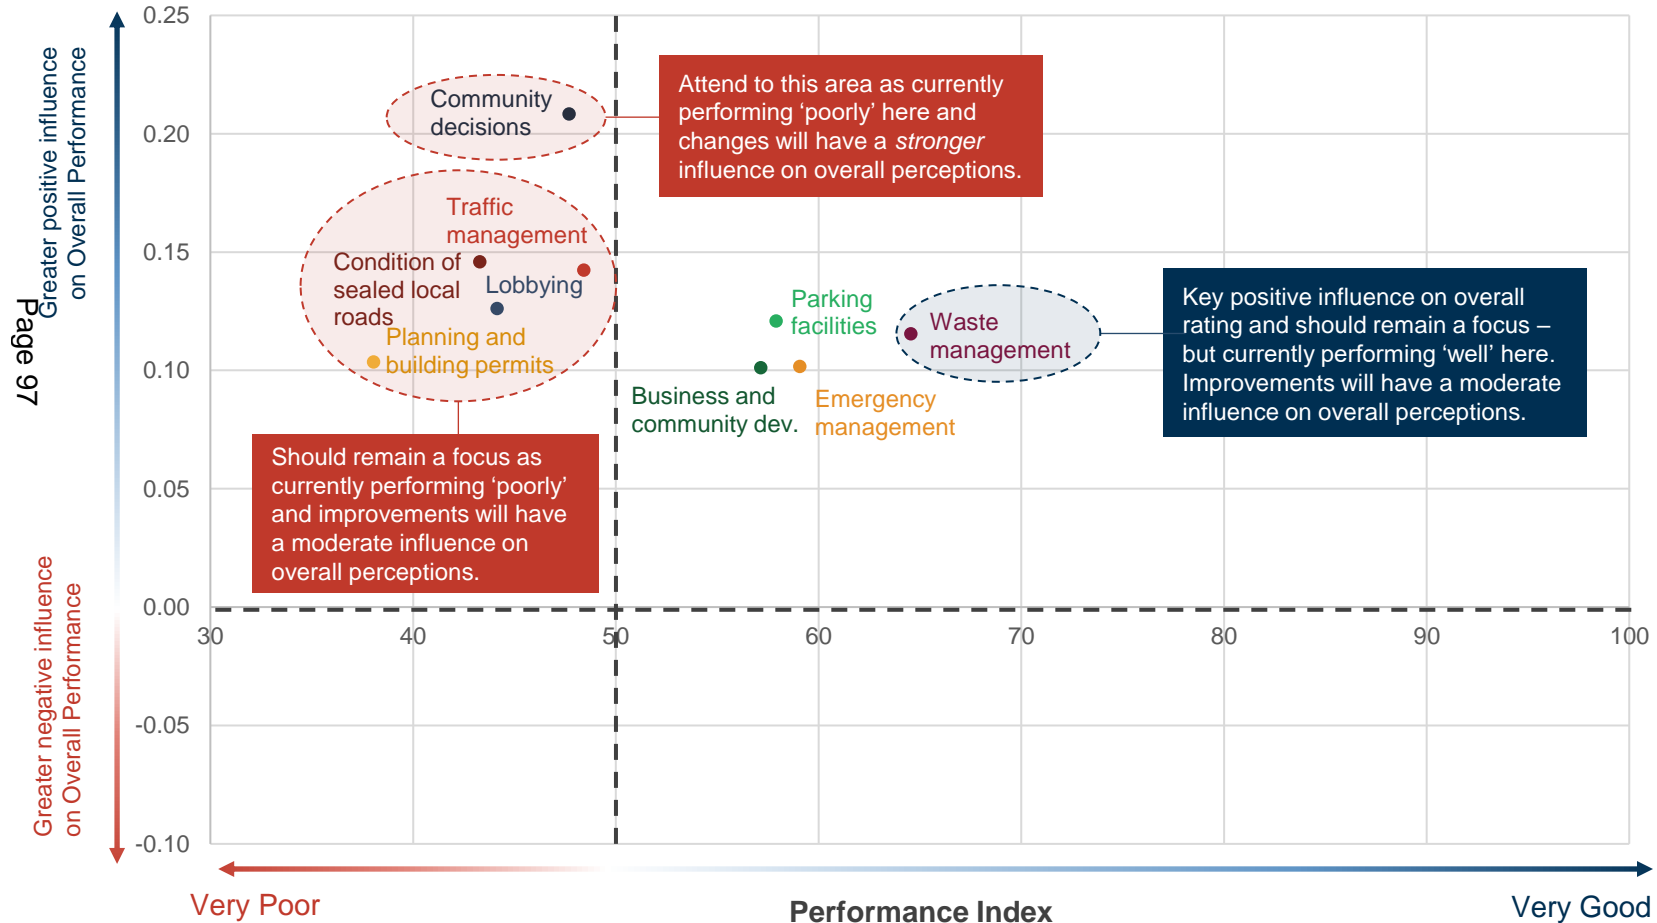 Greater positive influence
on Overall Performance
Greater negative influence
on Overall Performance
Page 97
0.25
0.20
0.15
0.10
0.05
0.00
-0.05
-0.10
30
40
50
60
70
80
90
100
Community
decisions
Attend to this area as currently
performing ‘poorly’ here and
changes will have a stronger
influence on overall perceptions.
Traffic
management
Condition of
sealed local
roads
Lobbying
Planning and
building permits
Parking
facilities
Waste
management
Business and
community dev.
Emergency
management
Key positive influence on overall
rating and should remain a focus –
but currently performing ‘well’ here.
Improvements will have a moderate
influence on overall perceptions.
Should remain a focus as
currently performing ‘poorly’
and improvements will have
a moderate influence on
overall perceptions.
Very Poor
Performance Index
Very Good